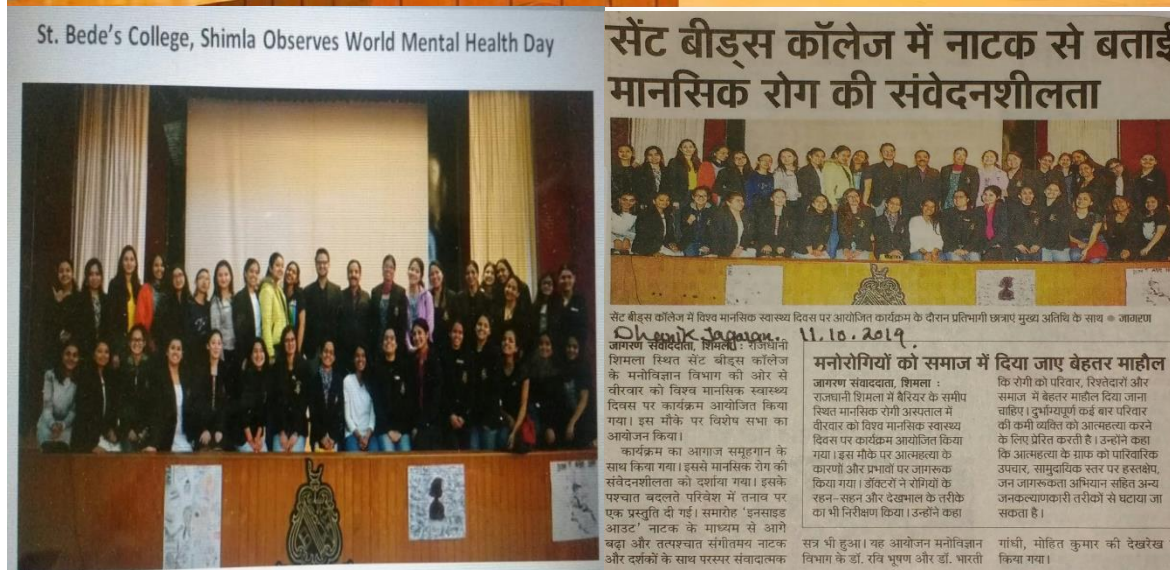 St. Bede's College, Shimla Observes World Mental Health Day
सेंट बीड्स कॉलेज में नाटक से बताई
मानसिक रोग की संवेदनशीलता
सेंट बीड्स कॉलेज में विश्व मानसिक स्वास्थ्य दिवस पर आयोजित कार्यक्रम के दौरान प्रतिभागी छात्राएं मुख्य अतिथि के साथ ● जागरण
Dhainik Jagaran. 11.10.2019.
जागरण संवाददाता, शिमला : राजधानी
शिमला स्थित सेंट बीड्स कॉलेज
के मनोविज्ञान विभाग की ओर से
वीरवार को विश्व मानसिक स्वास्थ्य
दिवस पर कार्यक्रम आयोजित किया
गया। इस मौके पर विशेष सभा का
आयोजन किया।
कार्यक्रम का आगाज समूहगान के
साथ किया गया। इससे मानसिक रोग की
संवेदनशीलता को दर्शाया गया। इसके
पश्चात बदलते परिवेश में तनाव पर
एक प्रस्तुति दी गई। समारोह 'इनसाइड
आउट' नाटक के माध्यम से आगे
बढ़ा और तत्पश्चात संगीतमय नाटक
और दर्शकों के साथ परस्पर संवादात्मक
सत्र भी हुआ। यह आयोजन मनोविज्ञान
विभाग के डॉ. रवि भूषण और डॉ. भारती
गांधी, मोहित कुमार की देखरेख
किया गया।
मनोरोगियों को समाज में दिया जाए बेहतर माहौल
जागरण संवाददाता, शिमला :
राजधानी शिमला में बैरियर के समीप
स्थित मानसिक रोगी अस्पताल में
वीरवार को विश्व मानसिक स्वास्थ्य
दिवस पर कार्यक्रम आयोजित किया
गया। इस मौके पर आत्महत्या के
कारणों और प्रभावों पर जागरूक
किया गया। डॉक्टरों ने रोगियों के
रहन-सहन और देखभाल के तरीके
का भी निरीक्षण किया। उन्होंने कहा
कि रोगी को परिवार, रिश्तेदारों और
समाज में बेहतर माहौल दिया जाना
चाहिए। दुर्भाग्यपूर्ण कई बार परिवार
की कमी व्यक्ति को आत्महत्या करने
के लिए प्रेरित करती है। उन्होंने कहा
कि आत्महत्या के ग्राफ को पारिवारिक
उपचार, सामुदायिक स्तर पर हस्तक्षेप,
जन जागरूकता अभियान सहित अन्य
जनकल्याणकारी तरीकों से घटाया जा
सकता है।